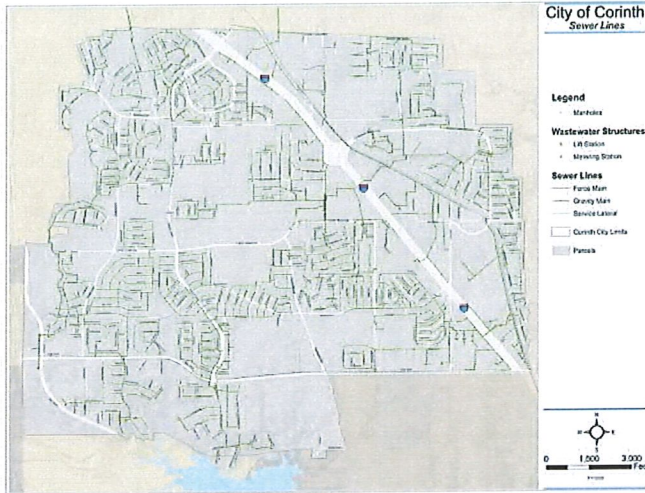 City of Corinth
Sewer Lines
Legend
Manholes
Wastewater Structures
Lift Station
Metering Station
Sewer Lines
Force Main
Gravity Main
Service Lateral
Corinth City Limits
Parcels
N
W E
S
0 1,500 3,000
Feet